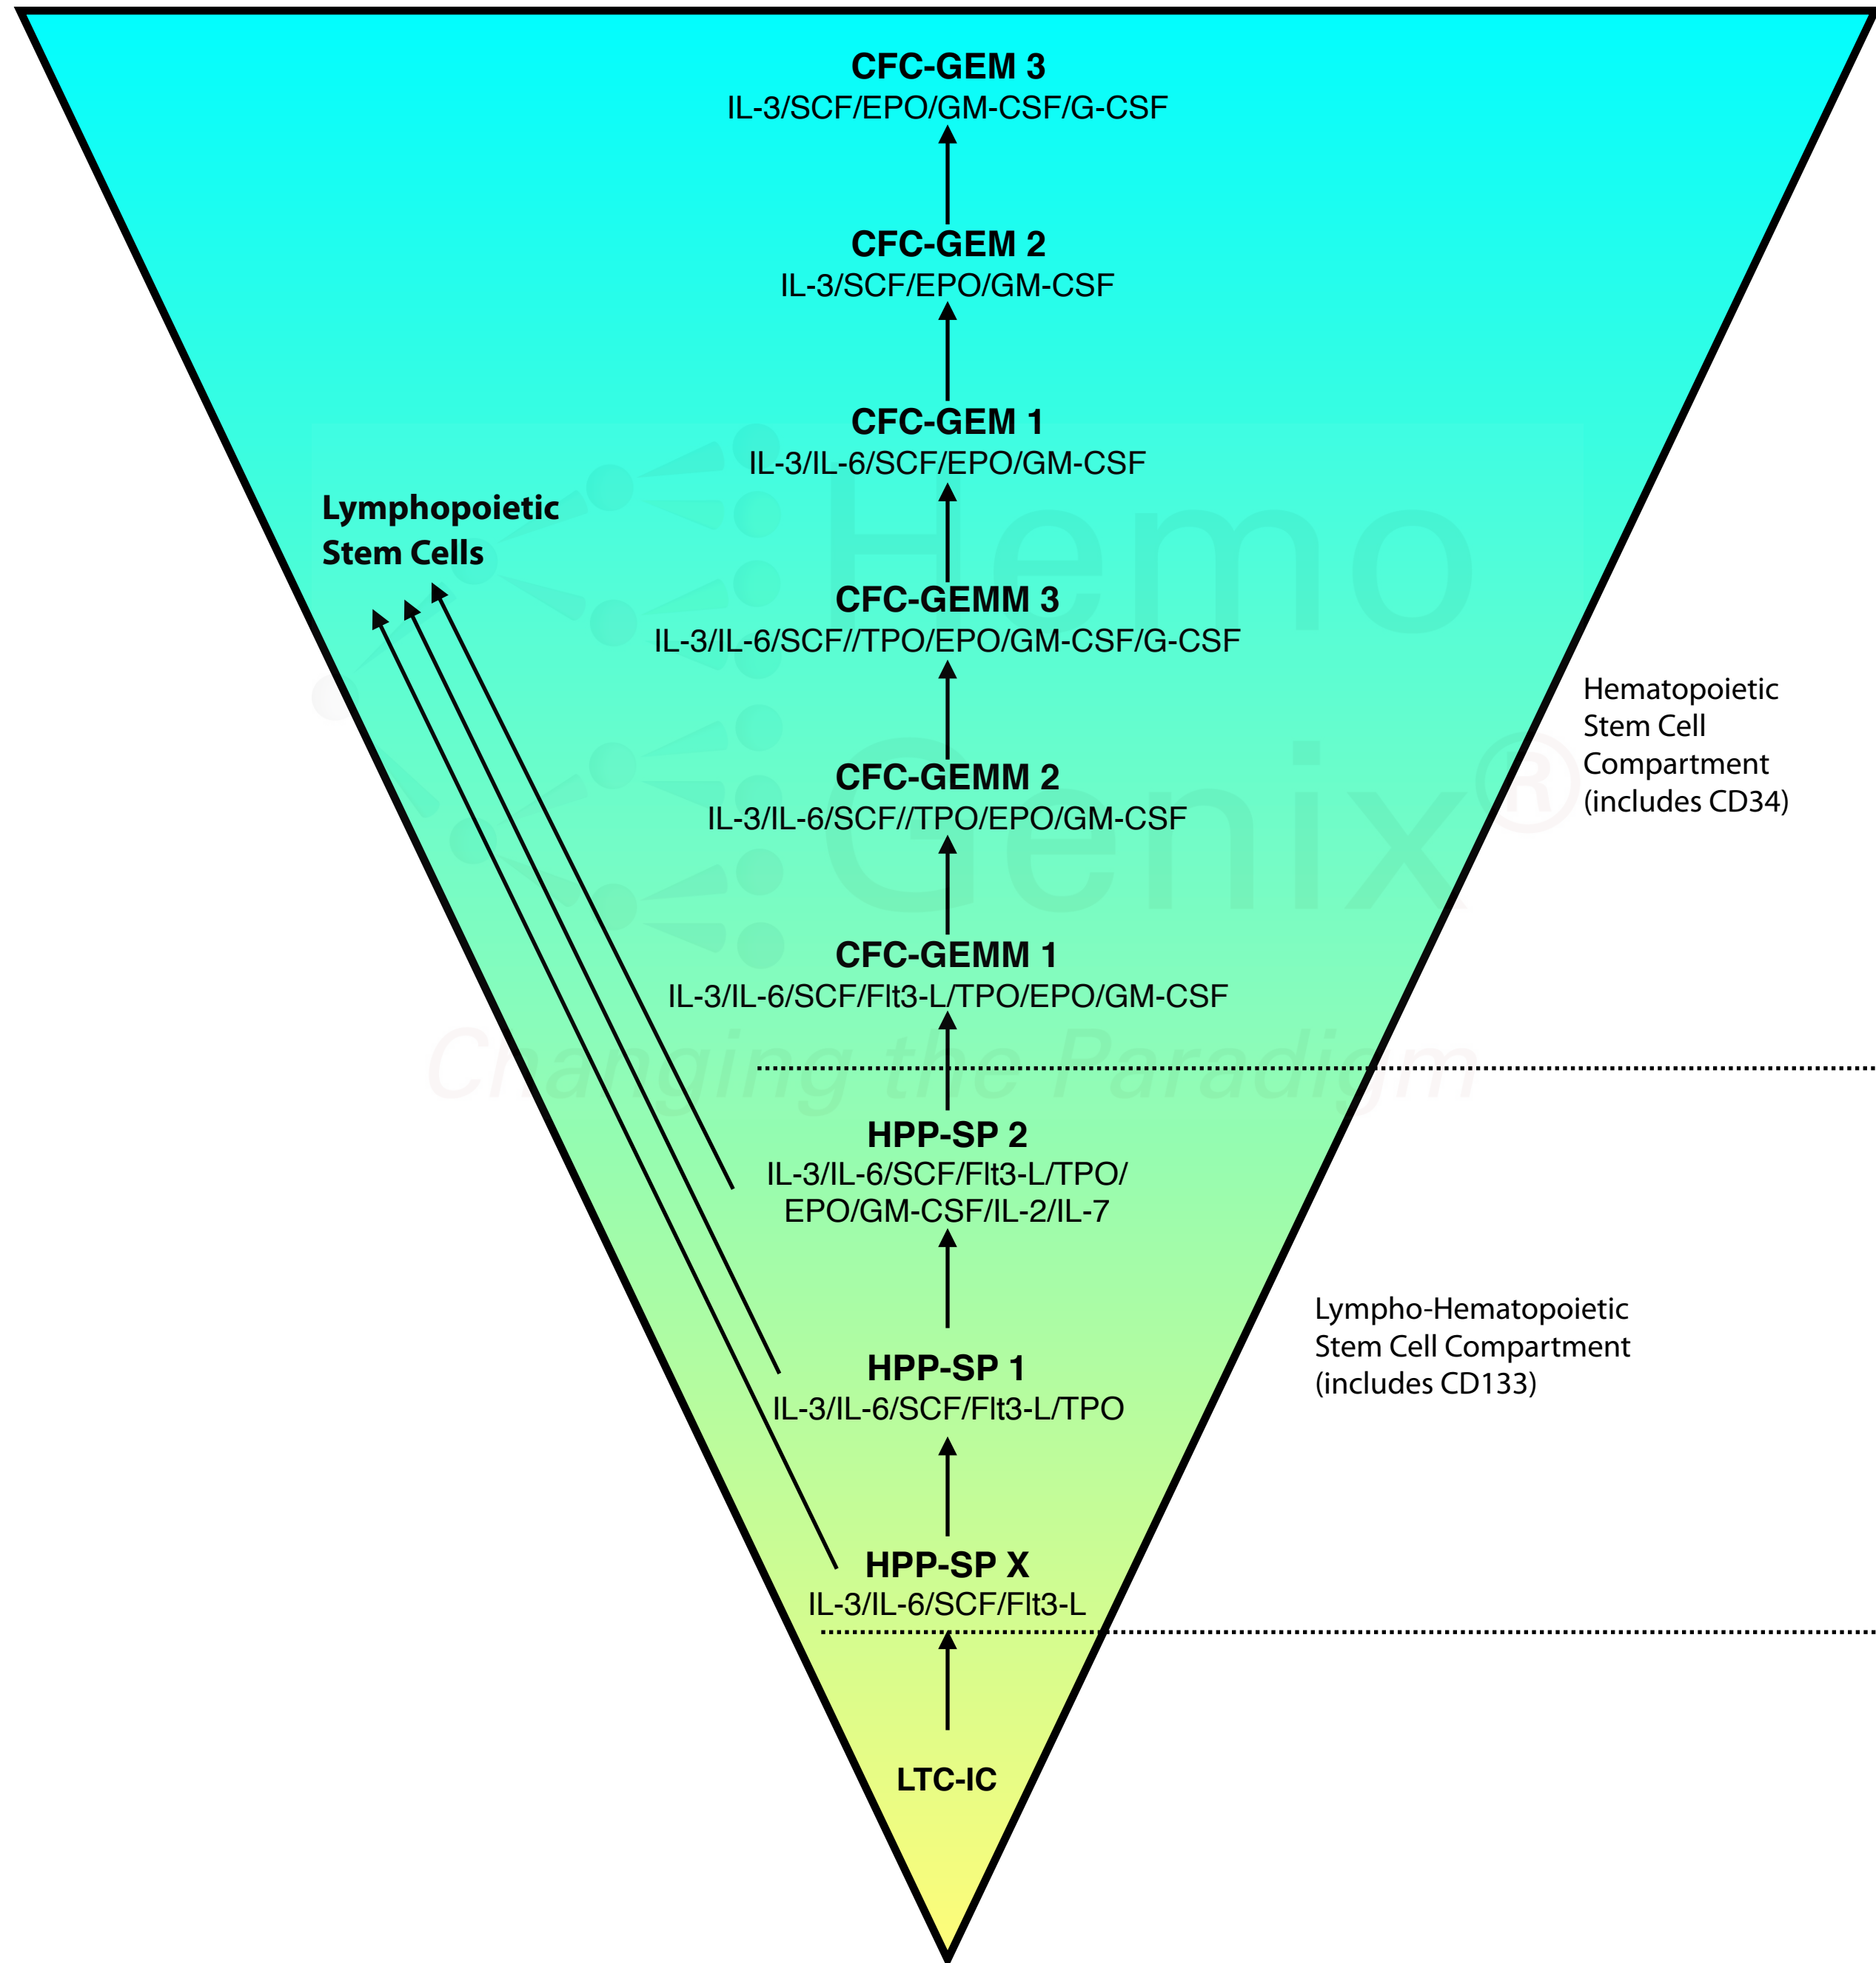 CFC-GEM 3
IL-3/SCF/EPO/GM-CSF/G-CSF
CFC-GEM 2
IL-3/SCF/EPO/GM-CSF
CFC-GEM 1
IL-3/IL-6/SCF/EPO/GM-CSF
Lymphopoietic
Stem Cells
Hemo
CFC-GEMM 3
IL-3/IL-6/SCF//TPO/EPO/GM-CSF/G-CSF
Hematopoietic
Stem Cell
Compartment
(includes CD34)
CFC-GEMM 2
IL-3/IL-6/SCF//TPO/EPO/GM-CSF
Genix®
CFC-GEMM 1
IL-3/IL-6/SCF/Flt3-L/TPO/EPO/GM-CSF
Changing the Paradigm
HPP-SP 2
IL-3/IL-6/SCF/Flt3-L/TPO/
EPO/GM-CSF/IL-2/IL-7
Lympho-Hematopoietic
Stem Cell Compartment
(includes CD133)
HPP-SP 1
IL-3/IL-6/SCF/Flt3-L/TPO
HPP-SP X
IL-3/IL-6/SCF/Flt3-L
LTC-IC